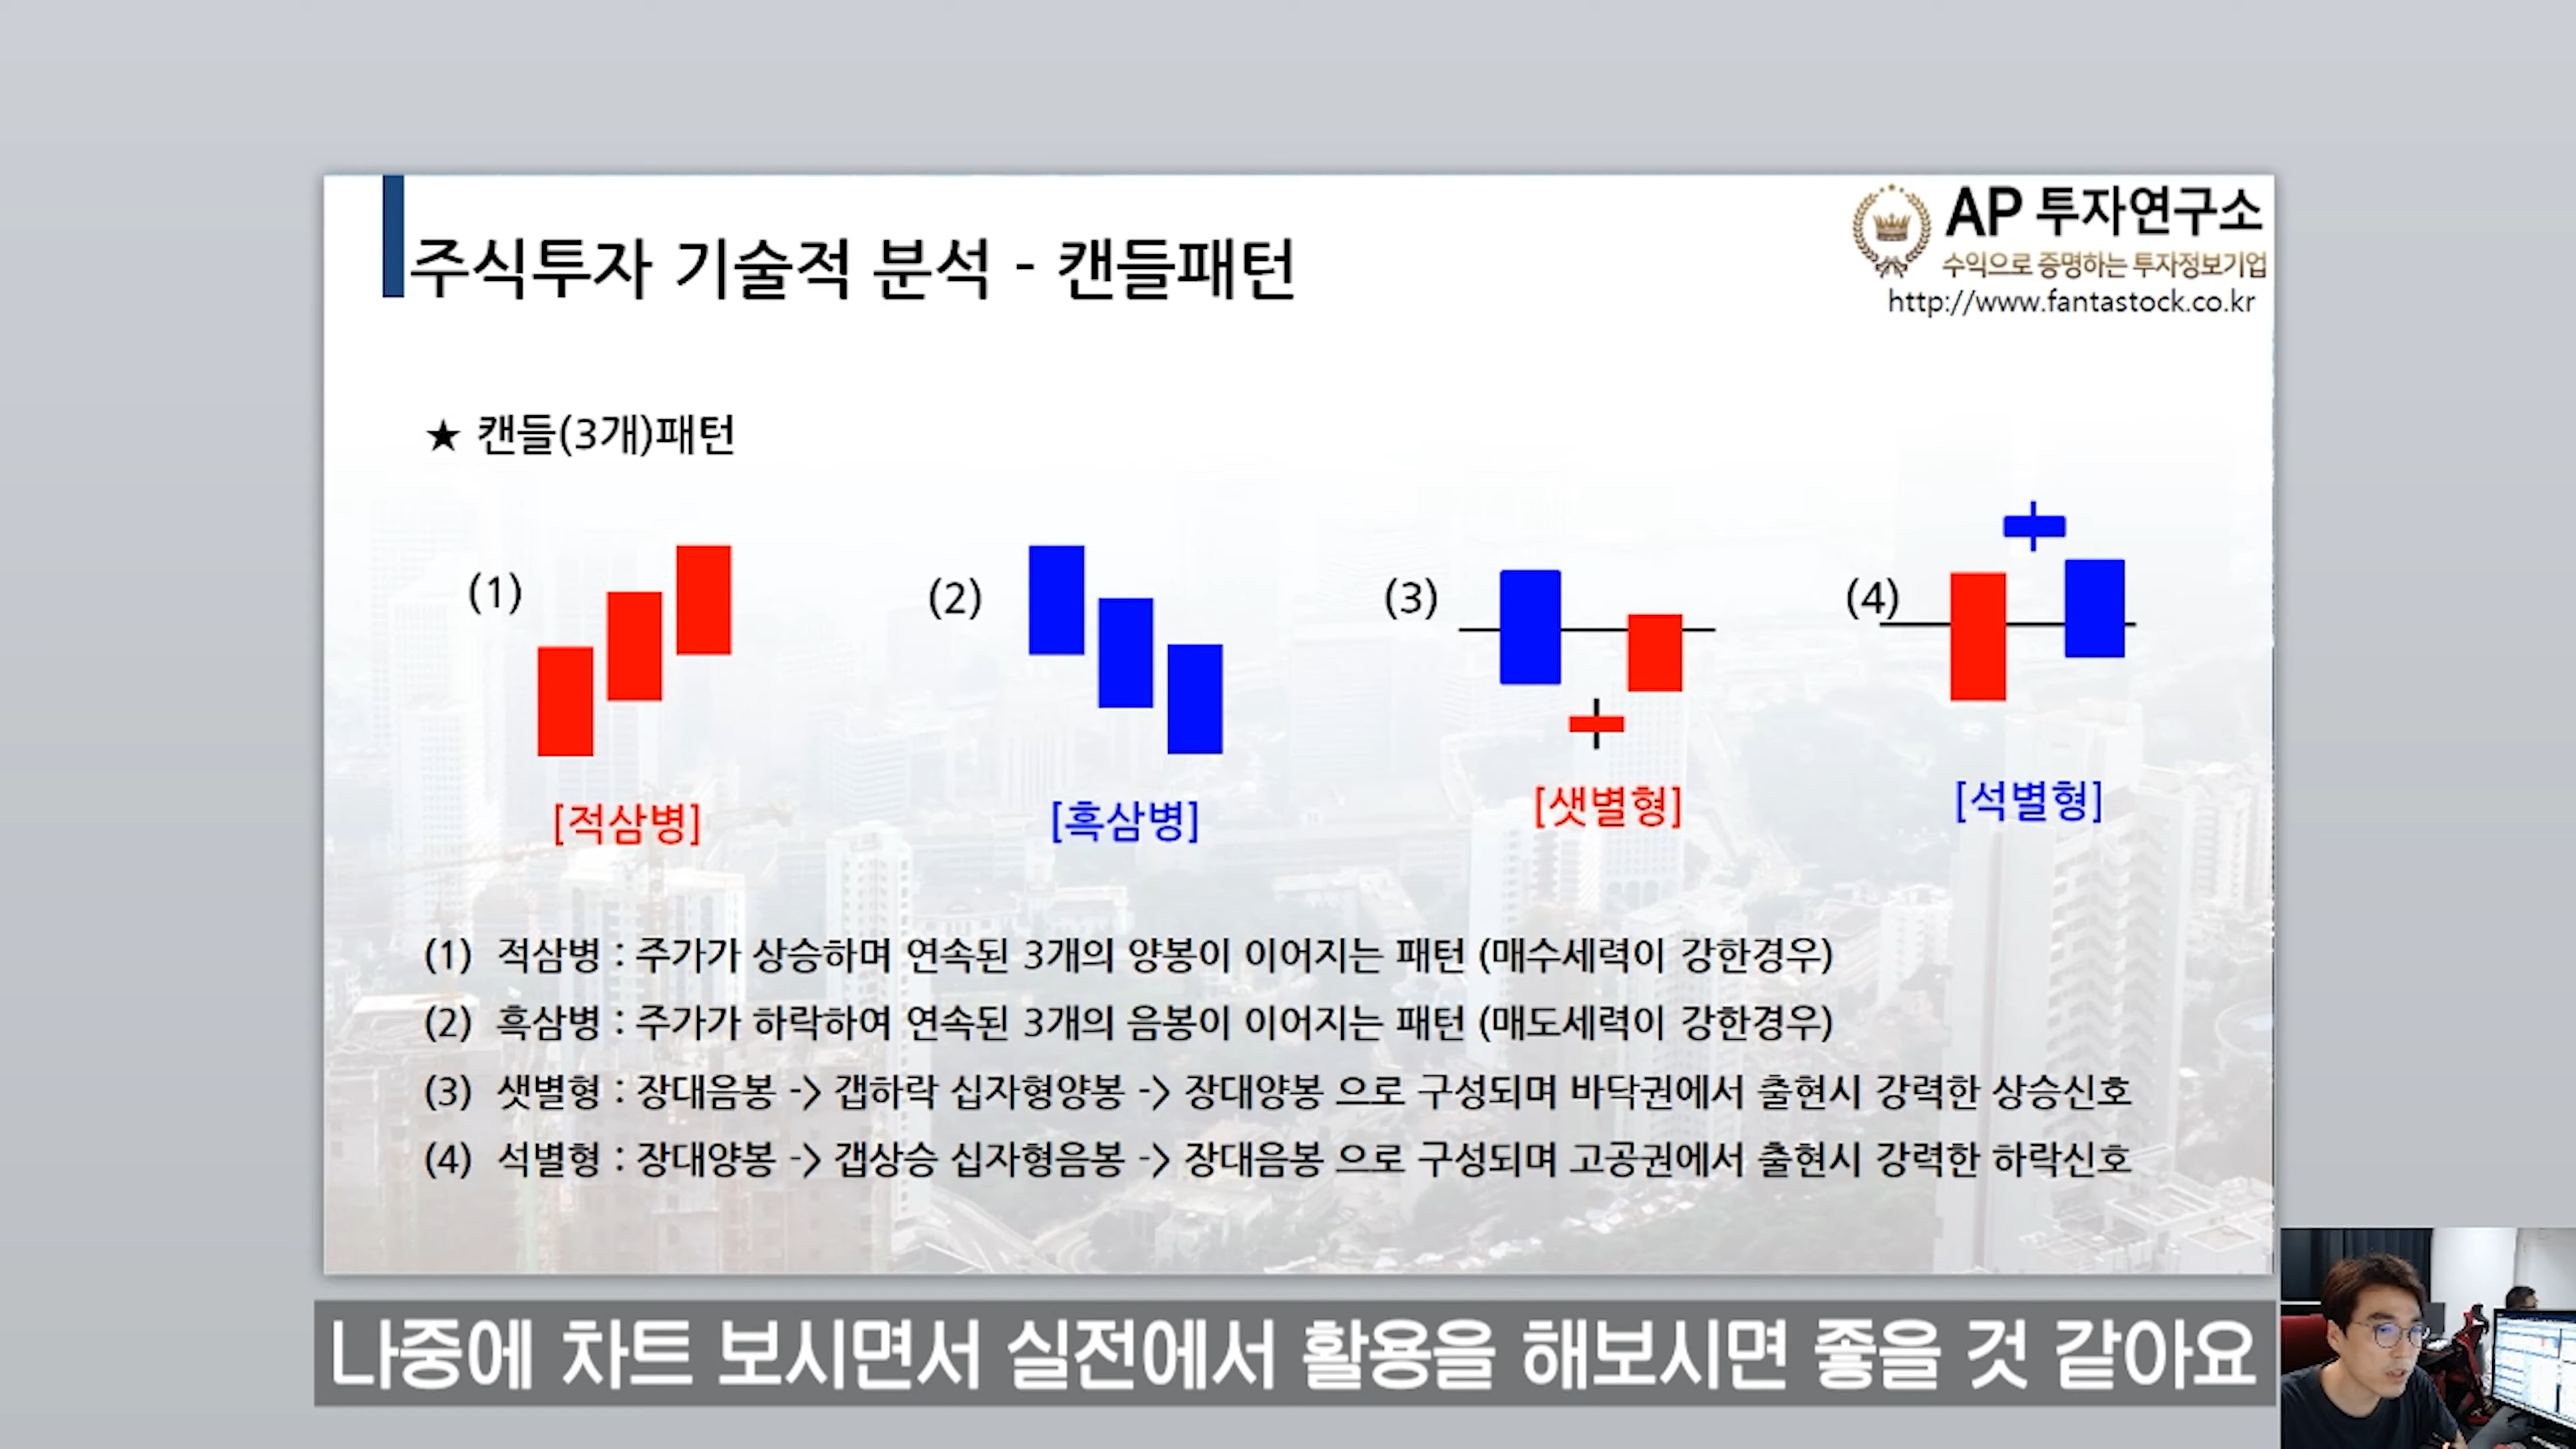 AP 투자연구소
수익으로 증명하는 투자정보기업
http://www.fantastock.co.kr
주식투자 기술적 분석 - 캔들패턴
★ 캔들(3개)패턴
(1)
(2)
(3)
(4)
[적삼병]
[흑삼병]
[샛별형]
[석별형]
(1) 적삼병 : 주가가 상승하며 연속된 3개의 양봉이 이어지는 패턴 (매수세력이 강한경우)
(2) 흑삼병 : 주가가 하락하여 연속된 3개의 음봉이 이어지는 패턴 (매도세력이 강한경우)
(3) 샛별형 : 장대음봉 -> 갭하락 십자형양봉 -> 장대양봉 으로 구성되며 바닥권에서 출현시 강력한 상승신호
(4) 석별형 : 장대양봉 -> 갭상승 십자형음봉 -> 장대음봉 으로 구성되며 고공권에서 출현시 강력한 하락신호
나중에 차트 보시면서 실전에서 활용을 해보시면 좋을 것 같아요